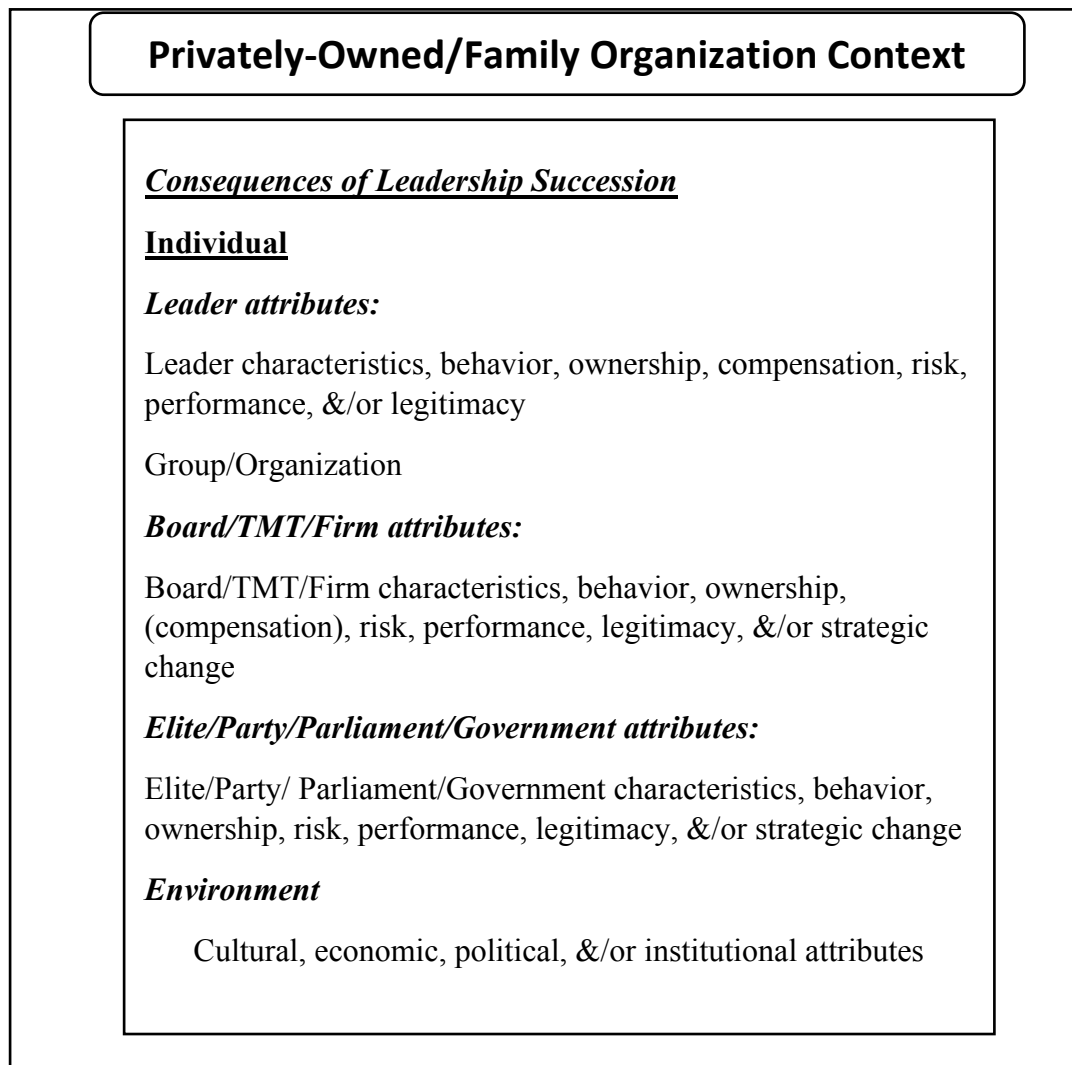 Privately-Owned/Family Organization Context
Consequences of Leadership Succession
Individual
Leader attributes:
Leader characteristics, behavior, ownership, compensation, risk,
performance, &/or legitimacy
Group/Organization
Board/TMT/Firm attributes:
Board/TMT/Firm characteristics, behavior, ownership,
(compensation), risk, performance, legitimacy, &/or strategic
change
Elite/Party/Parliament/Government attributes:
Elite/Party/ Parliament/Government characteristics, behavior,
ownership, risk, performance, legitimacy, &/or strategic change
Environment
Cultural, economic, political, &/or institutional attributes